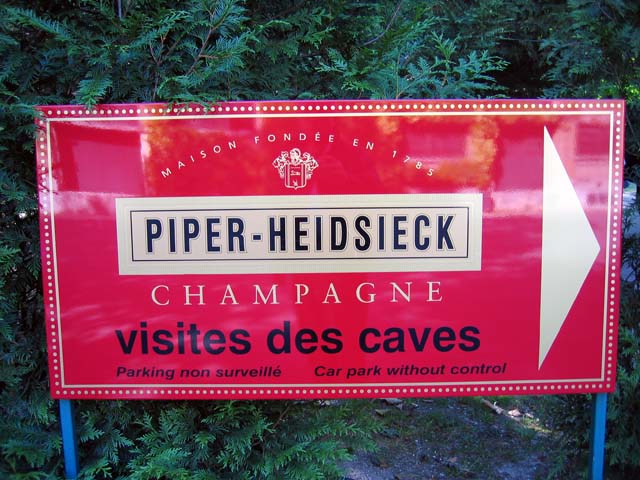 MAISON FONDÉE EN 1785
PIPER-HEIDSIECK
CHAMPAGNE
visites des caves
Parking non surveillé Car park without control